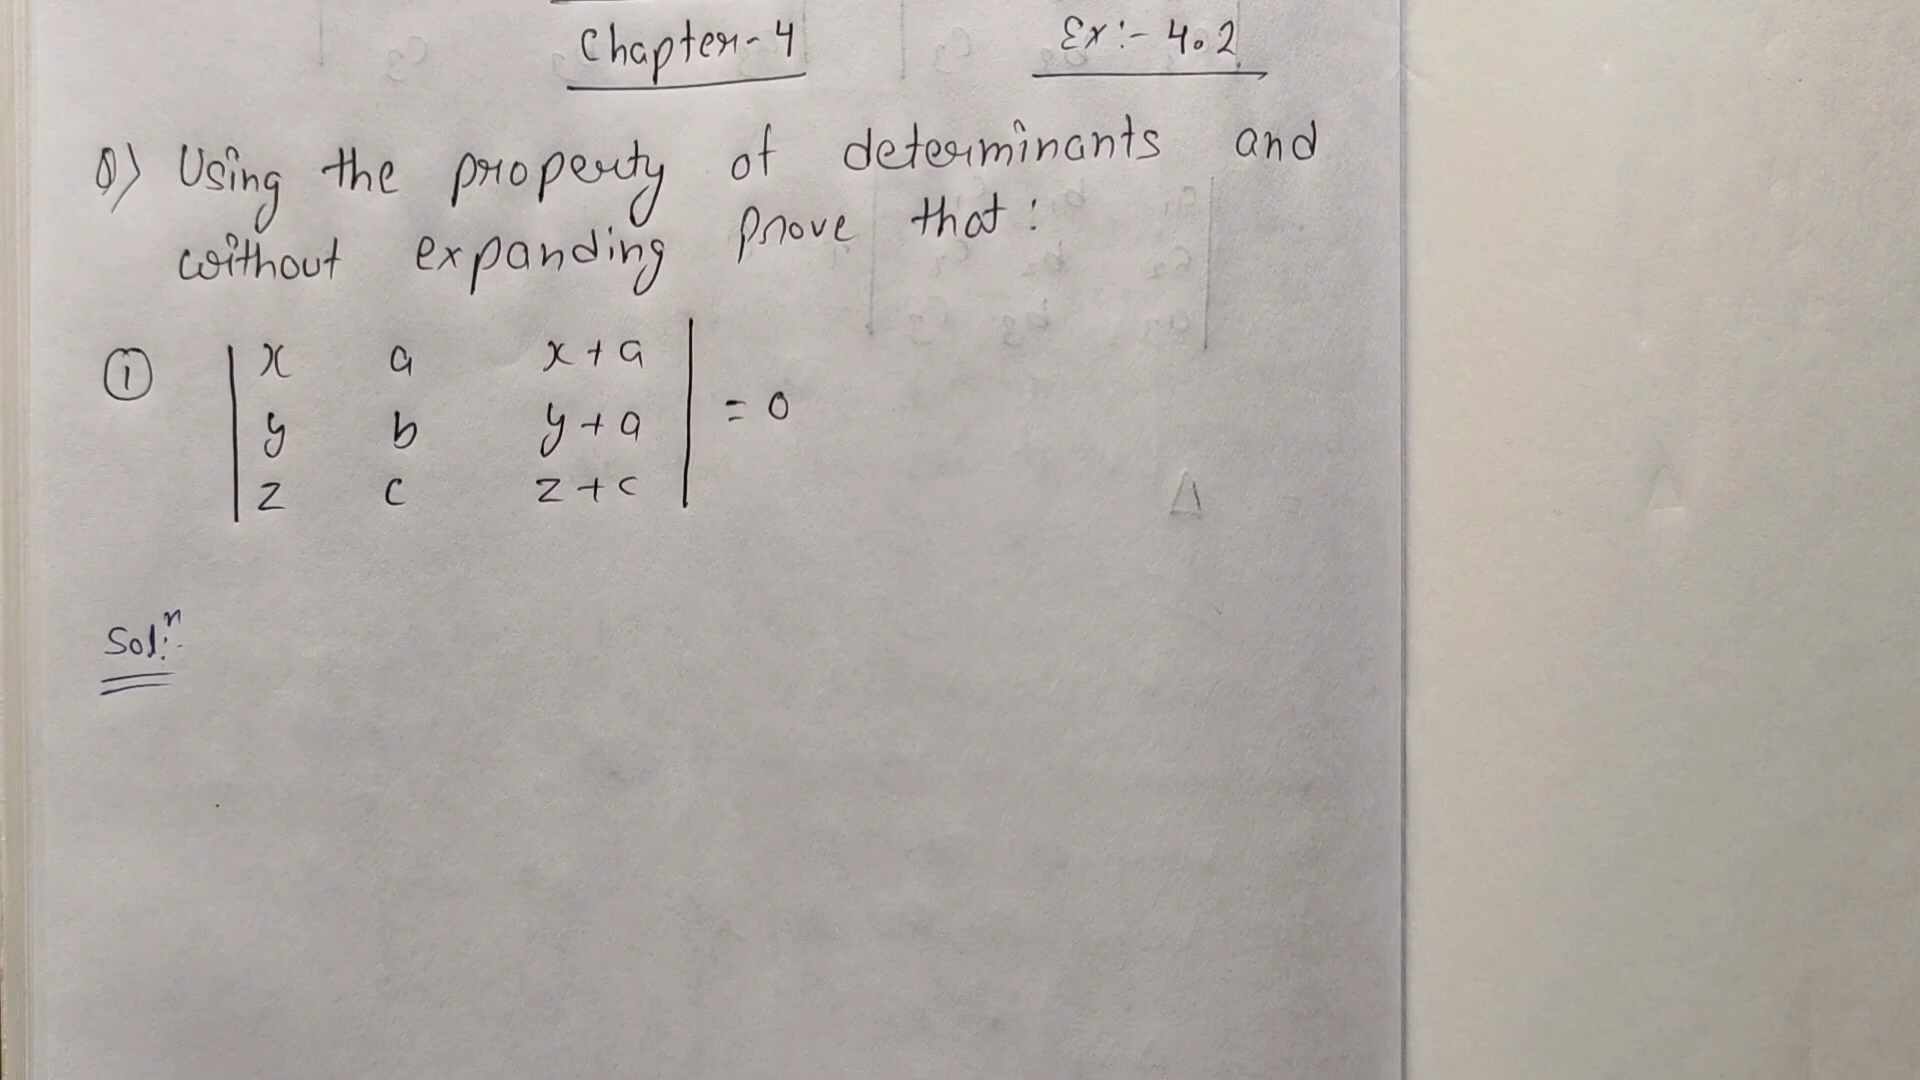 Chapter-4 Ex:- 4.2
Q) Using the property of determinants and
without expanding prove that:
① | x a x+a |
| y b y+a | = 0
| z c z+c |
Sol:ⁿ